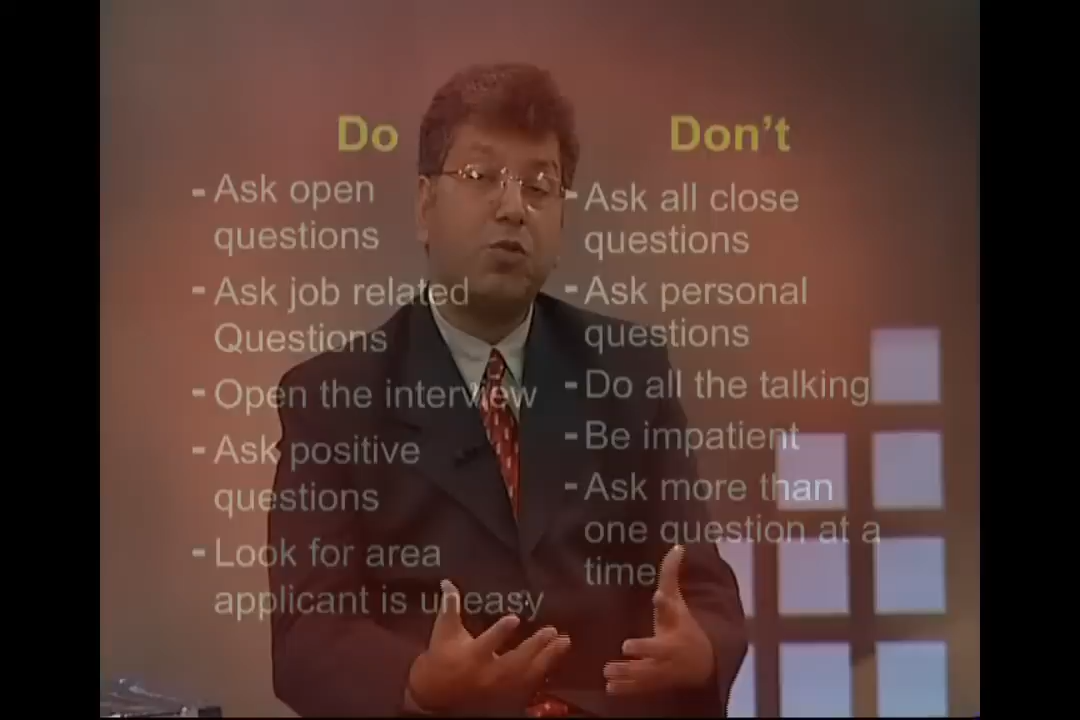 Do
- Ask open
questions
- Ask job related
Questions
- Open the interview
- Ask positive
questions
- Look for area
applicant is uneasy
Don't
- Ask all close
questions
- Ask personal
questions
- Do all the talking
- Be impatient
- Ask more than
one question at a
time